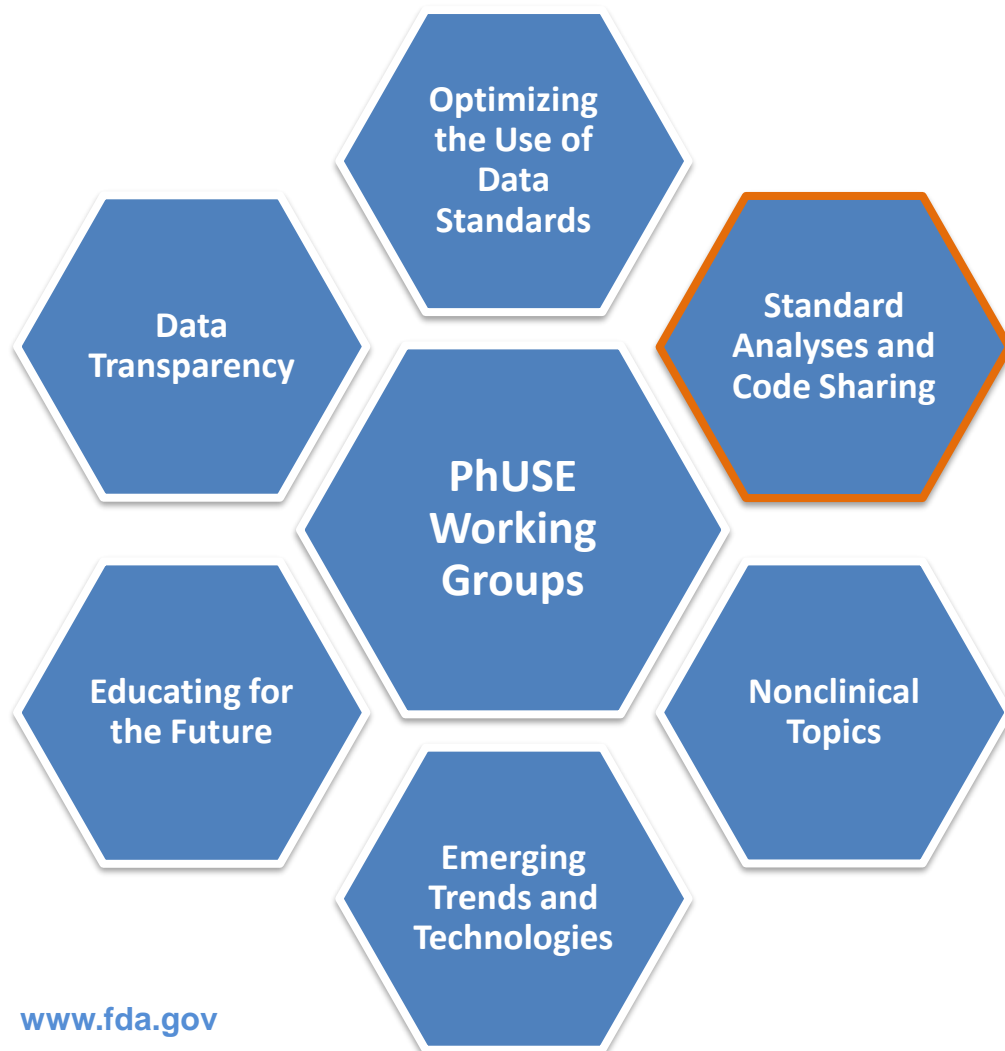 Optimizing
the Use of
Data
Standards
Data
Transparency
Standard
Analyses and
Code Sharing
PhUSE
Working
Groups
Educating for
the Future
Nonclinical
Topics
Emerging
Trends and
Technologies
www.fda.gov